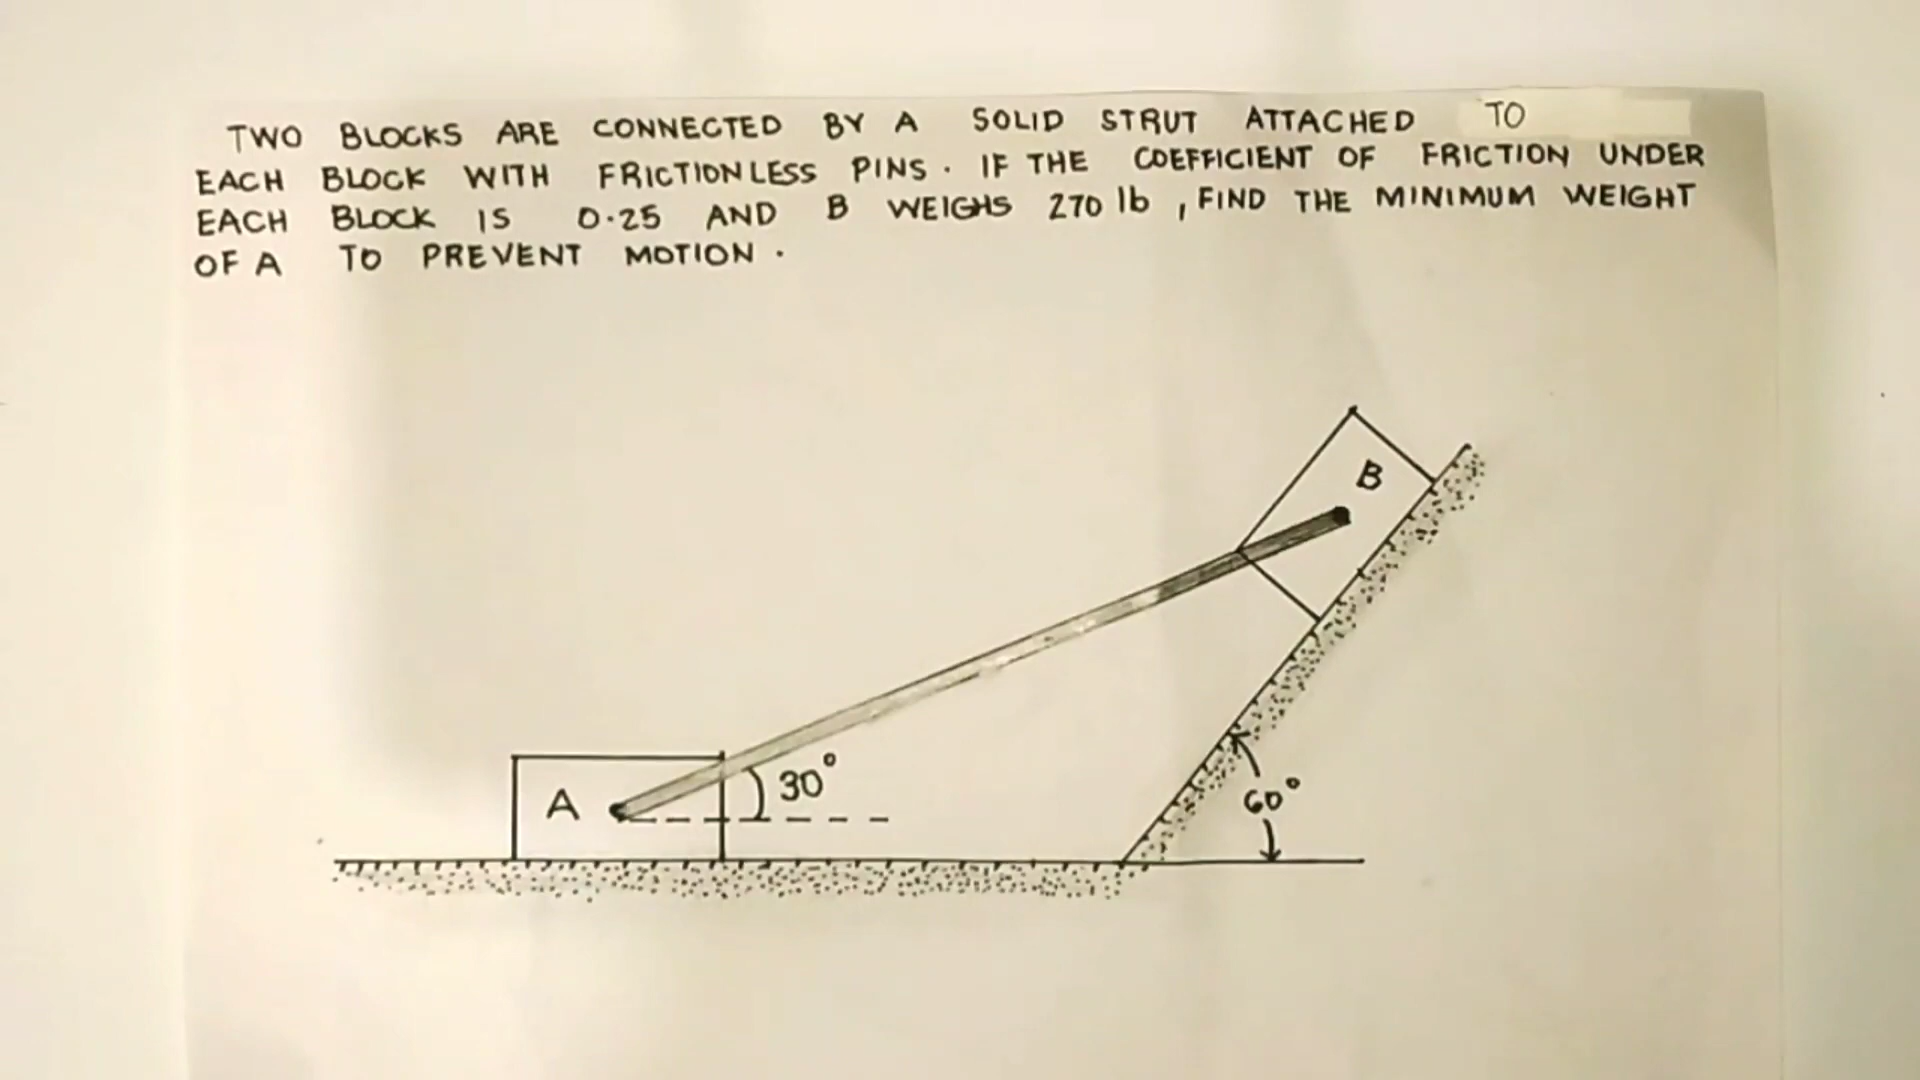 TWO BLOCKS ARE CONNECTED BY A SOLID STRUT ATTACHED TO
EACH BLOCK WITH FRICTIONLESS PINS. IF THE COEFFICIENT OF FRICTION UNDER
EACH BLOCK IS 0.25 AND B WEIGHS 270 lb, FIND THE MINIMUM WEIGHT
OF A TO PREVENT MOTION.
B
A
30°
60°